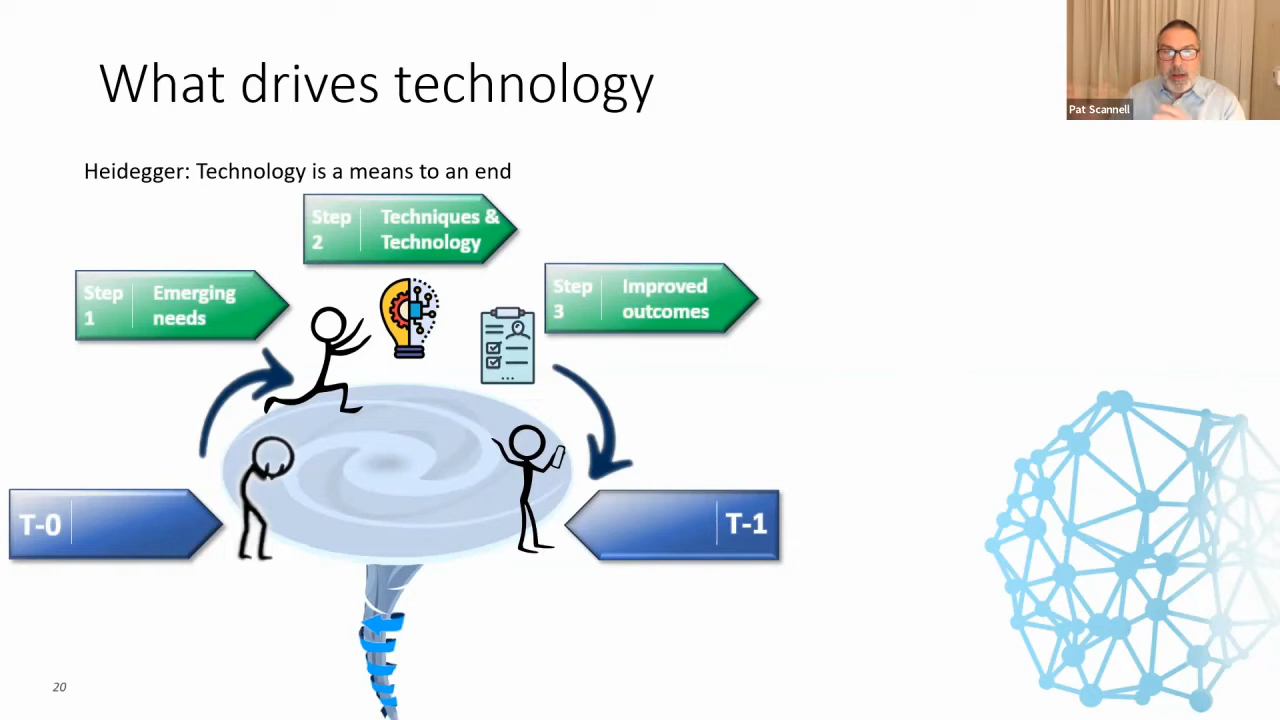 What drives technology
Pat Scannell
Heidegger: Technology is a means to an end
Step
1
Emerging
needs
Step
2
Techniques &
Technology
Step
3
Improved
outcomes
T-0
T-1
20